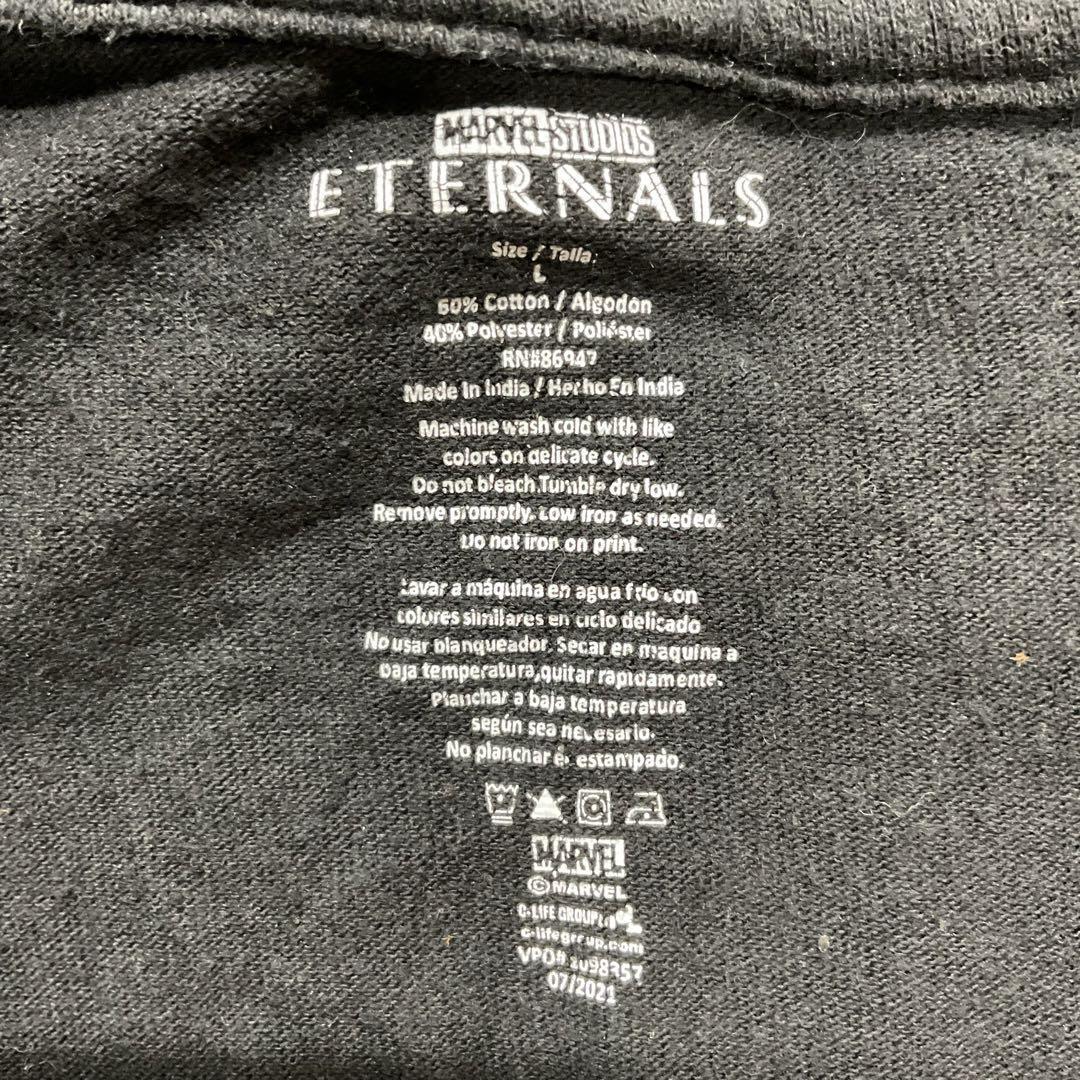 MARVEL STUDIOS
ETERNALS
Size / Talla:
L
60% Cotton / Algodon
40% Polyester / Poliéster
RN#86947
Made In India / Hecho En India
Machine wash cold with like
colors on delicate cycle.
Do not bleach.Tumble dry low.
Remove promptly. Low iron as needed.
Do not iron on print.
Lavar a máquina en agua frío con
colores similares en ciclo delicado
No usar blanqueador. Secar en maquina a
baja temperatura,quitar rapidamente.
Planchar a baja temperatura
según sea necesario.
No planchar el estampado.
MARVEL
© MARVEL
C-LIFE GROUP
c-lifegroup.com
VPO# 2098357
07/2021